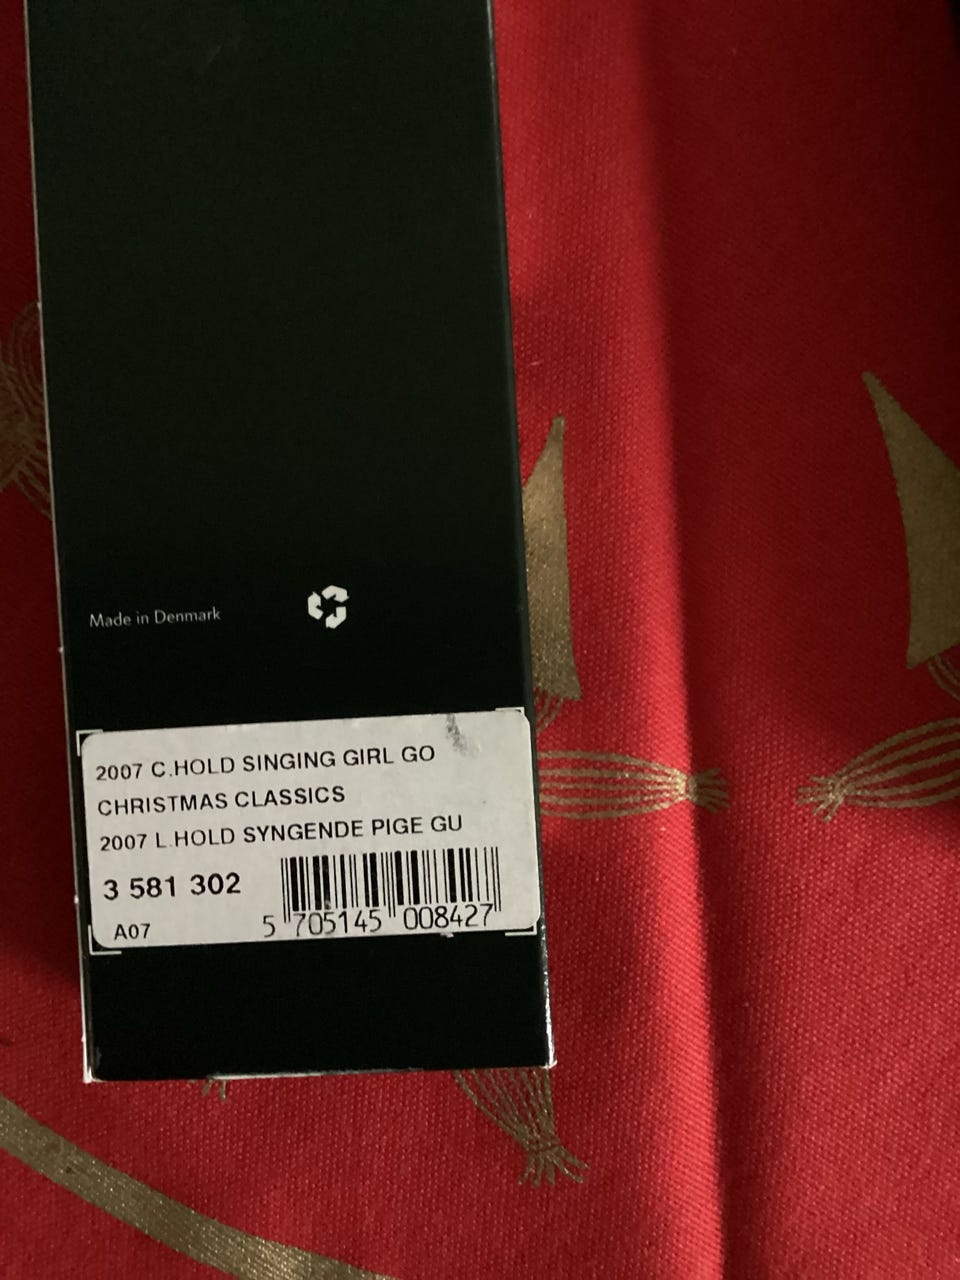 Made in Denmark
2007 C.HOLD SINGING GIRL GO
CHRISTMAS CLASSICS
2007 L.HOLD SYNGENDE PIGE GU
3 581 302
A07
5 705145 008427